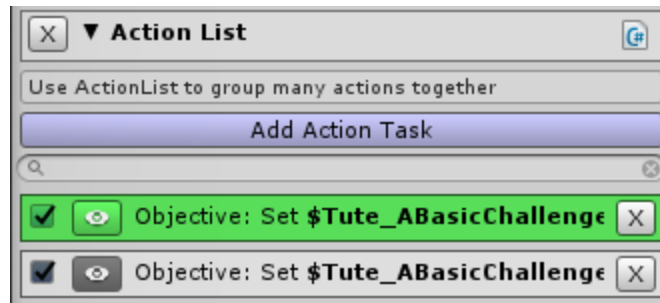 X ▼ Action List C#
Use ActionList to group many actions together
Add Action Task
Objective: Set $Tute_ABasicChallenge X
Objective: Set $Tute_ABasicChallenge X